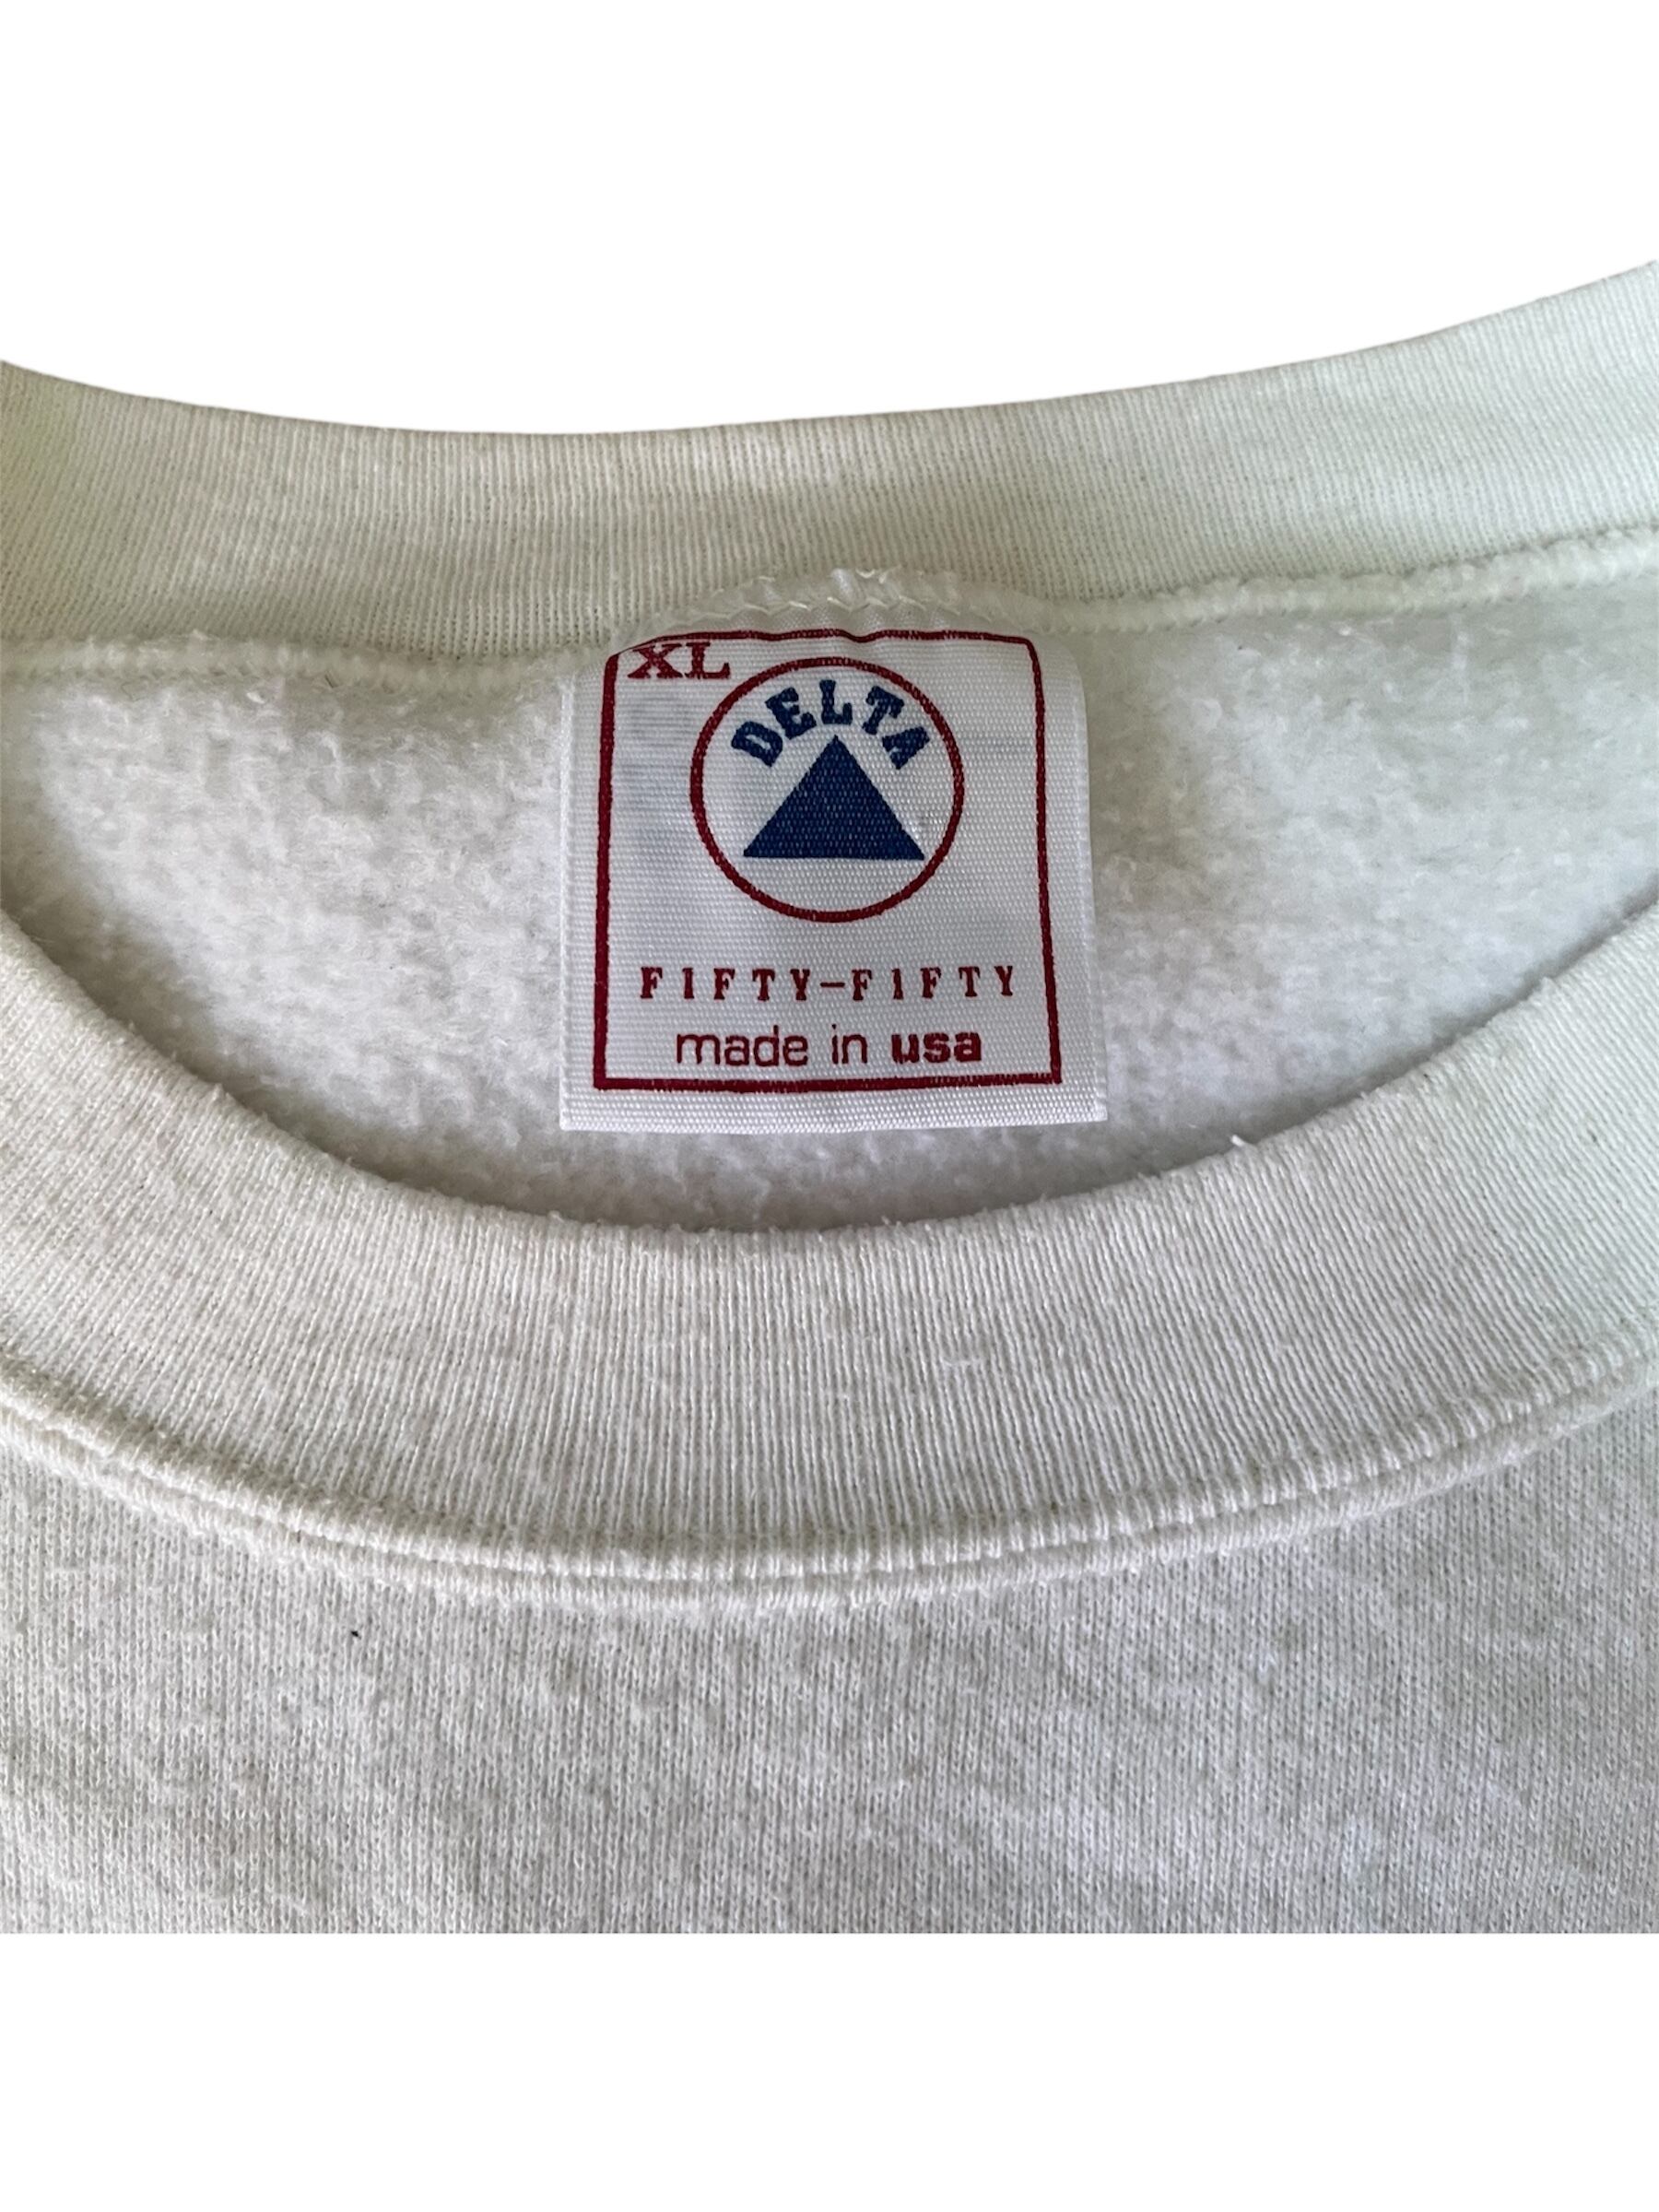 XL
DELTA
FIFTY-FIFTY
made in usa